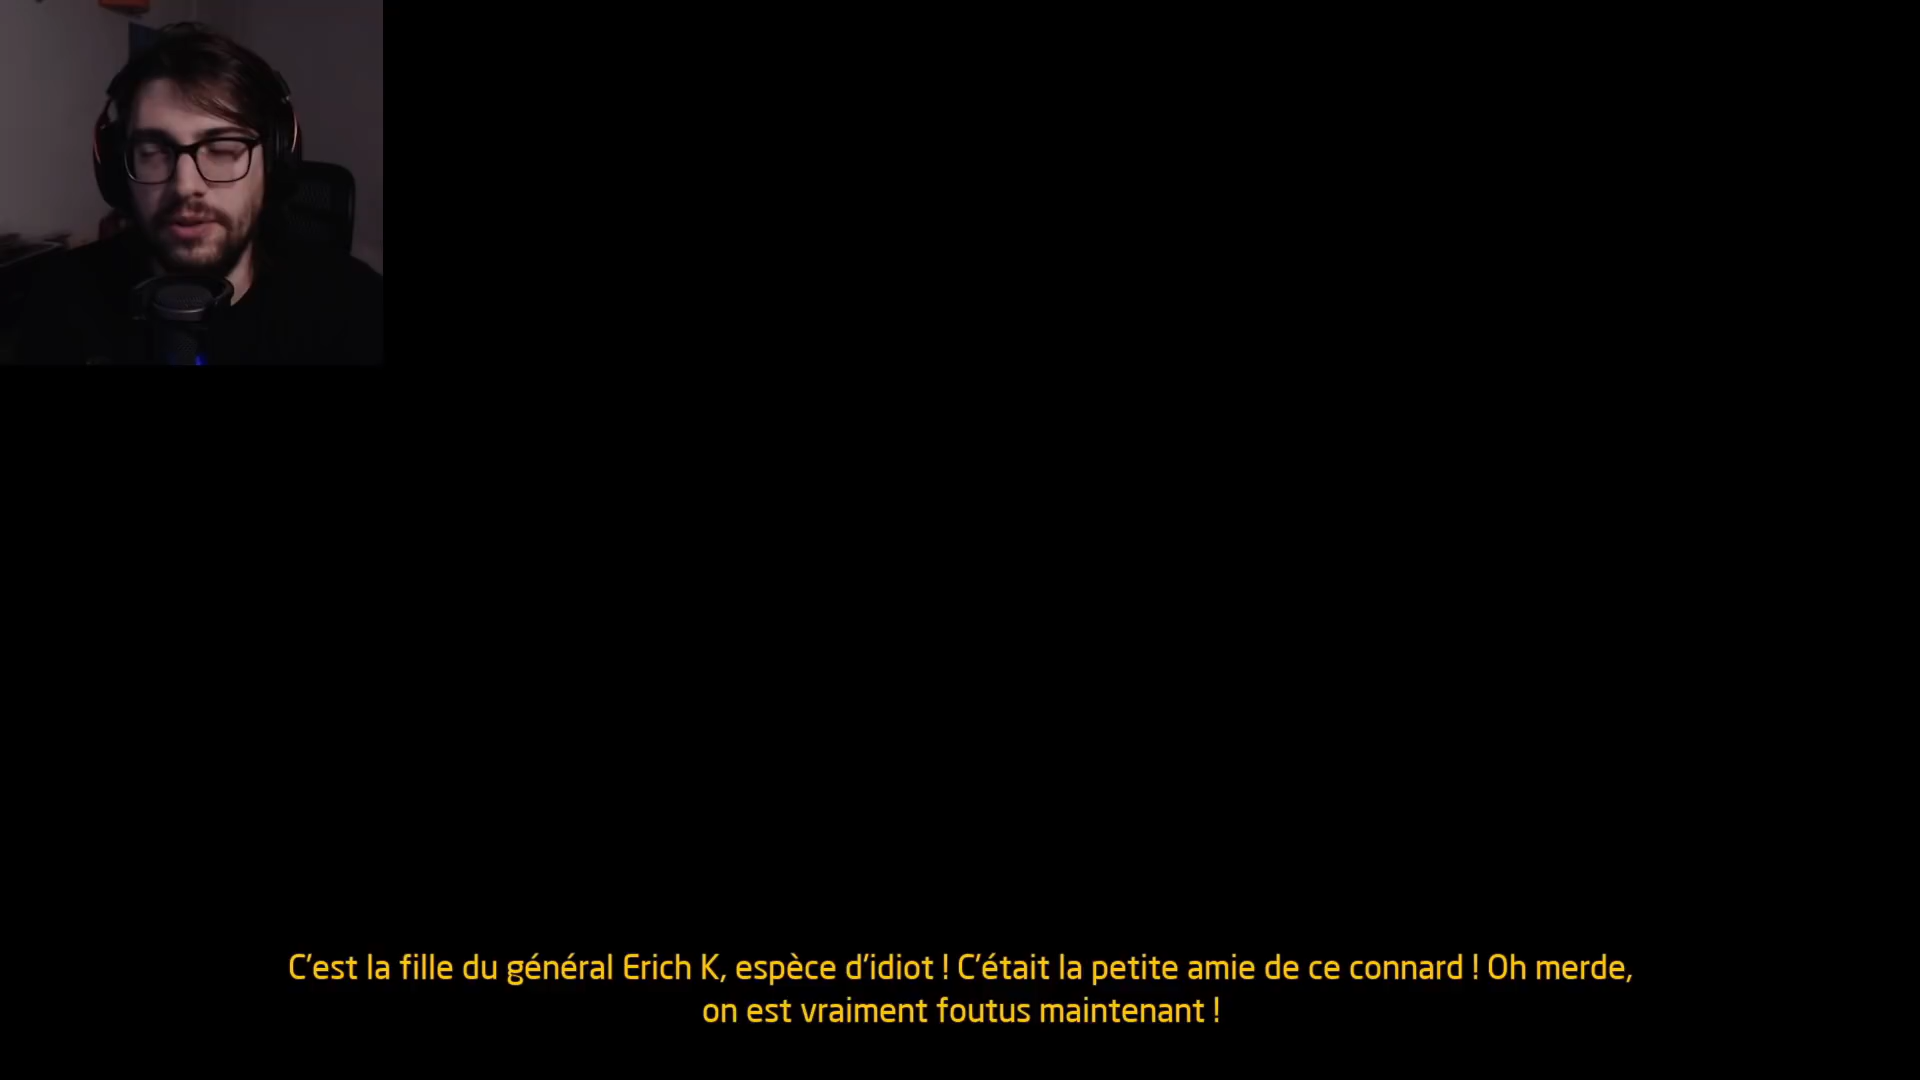 C'est la fille du général Erich K, espèce d'idiot ! C'était la petite amie de ce connard ! Oh merde,
on est vraiment foutus maintenant !